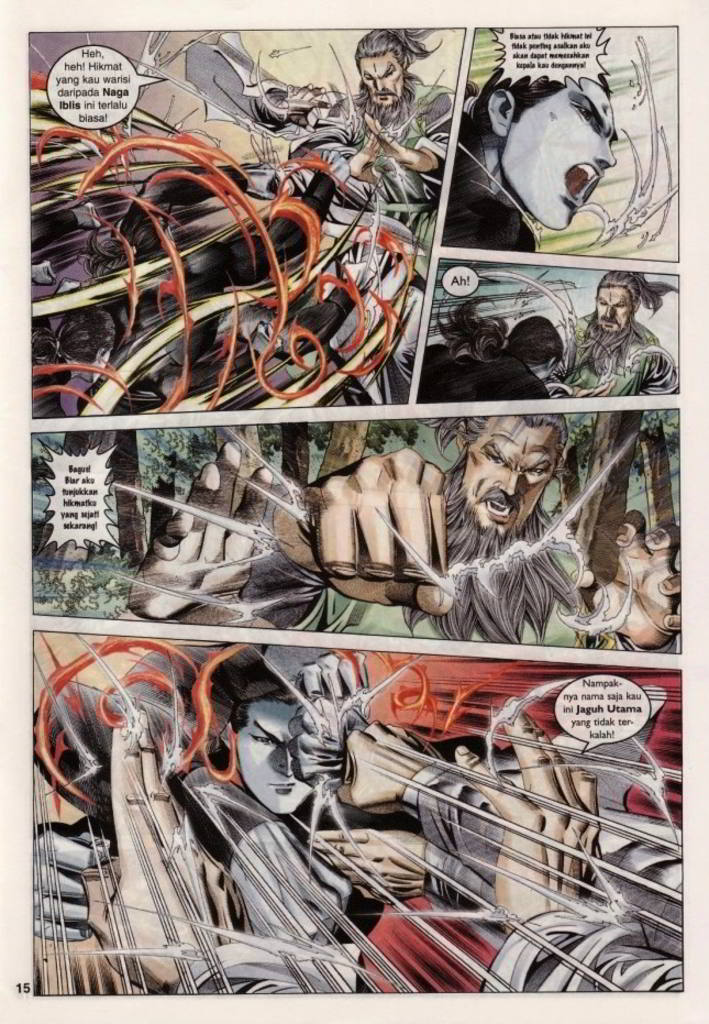 Heh,
heh! Hikmat
yang kau warisi
daripada Naga
Iblis ini terlalu
biasa!
Biasa atau tidak hikmat ini
tidak penting asalkan aku
akan dapat memecahkan
kepala kau dengannya!
Ah!
Bagus!
Biar aku
tunjukkan
hikmatku
yang sejati
sekarang!
Nampak-
nya nama saja kau
ini Jaguh Utama
yang tidak ter-
kalah!
15